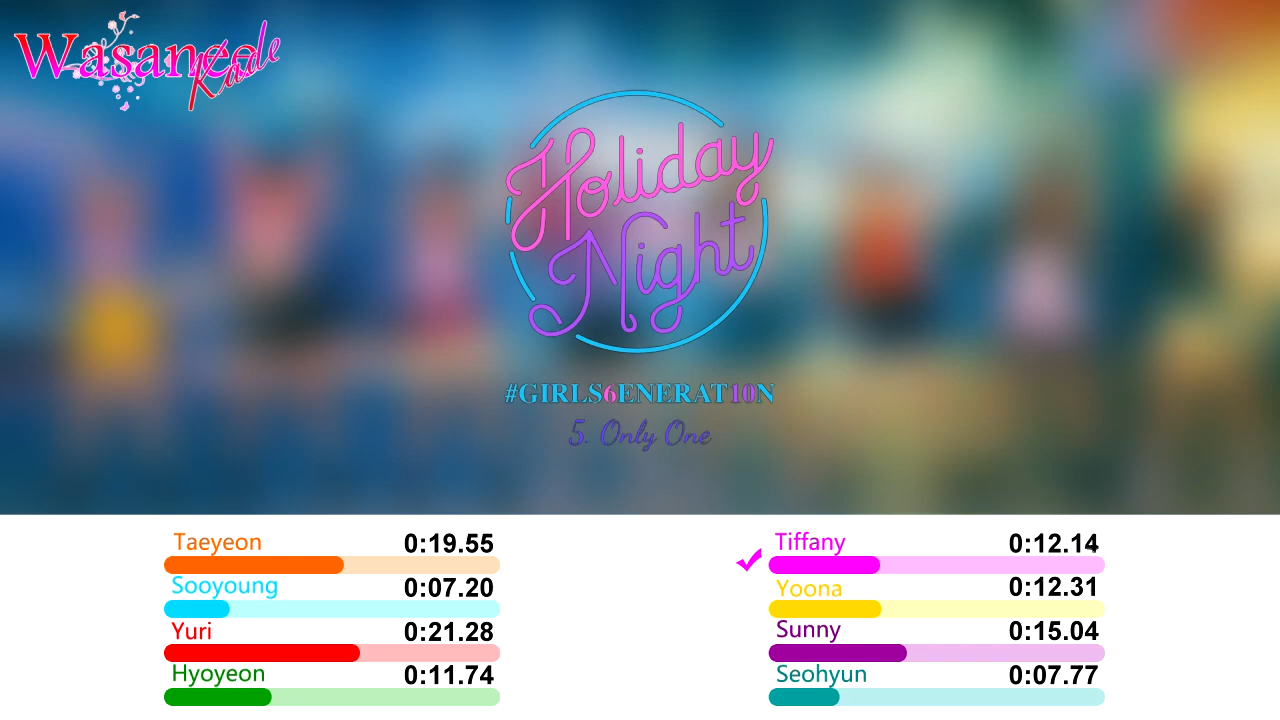 Wasaneo Kade
Holiday
Night
#GIRLS6ENERAT10N
5. Only One
Taeyeon 0:19.55
Sooyoung 0:07.20
Yuri 0:21.28
Hyoyeon 0:11.74
Tiffany 0:12.14
Yoona 0:12.31
Sunny 0:15.04
Seohyun 0:07.77